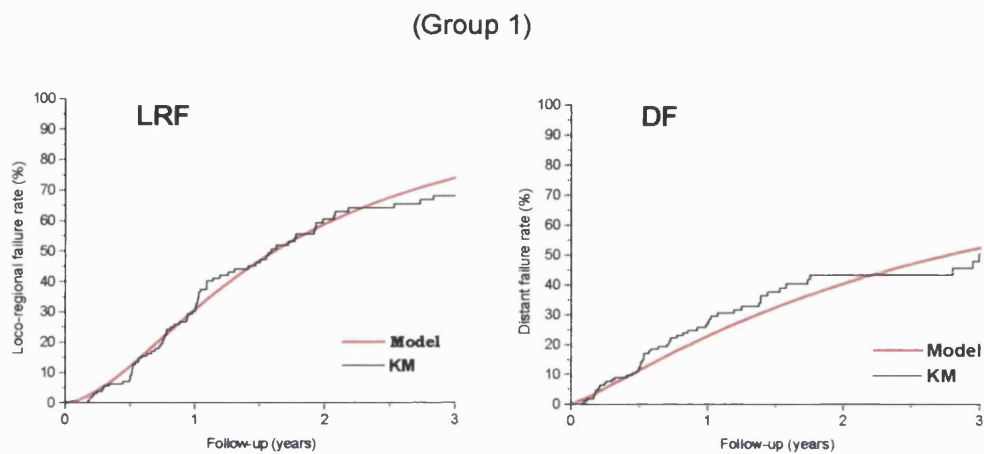 (Group 1)
LRF
Loco-regional failure rate (%)
100
90
80
70
60
50
40
30
20
10
0
Model
KM
0
1
2
3
Follow-up (years)
DF
Distant failure rate (%)
100
90
80
70
60
50
40
30
20
10
0
Model
KM
0
1
2
3
Follow-up (years)